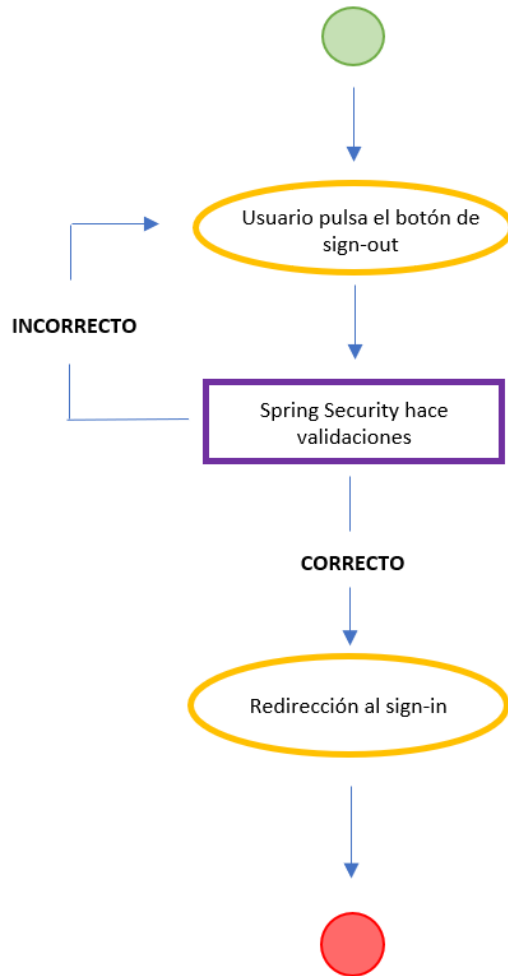 Usuario pulsa el botón de
sign-out
INCORRECTO
Spring Security hace
validaciones
CORRECTO
Redirección al sign-in